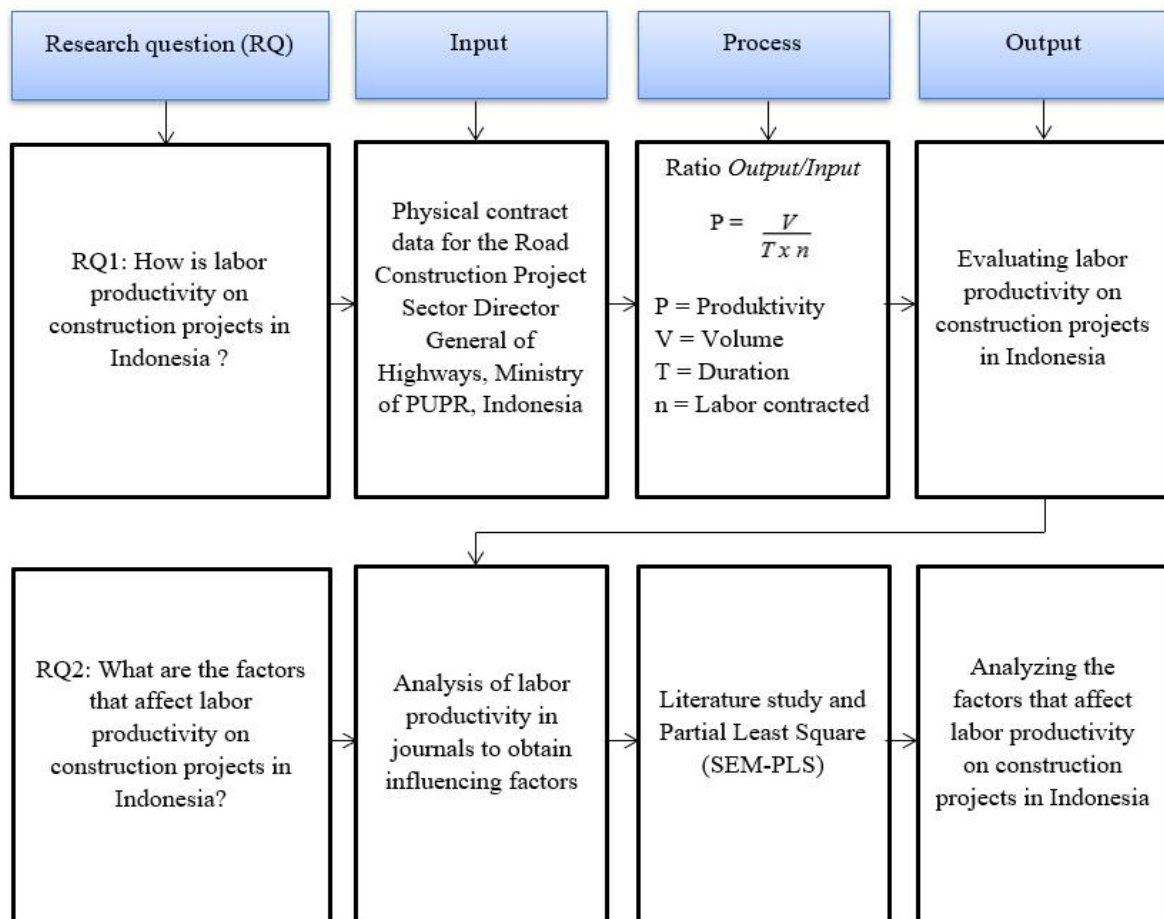 Research question (RQ)
Input
Process
Output
RQ1: How is labor
productivity on
construction projects in
Indonesia ?
Physical contract
data for the Road
Construction Project
Sector Director
General of
Highways, Ministry
of PUPR, Indonesia
Ratio Output/Input
P = V
T x n
P = Produktivity
V = Volume
T = Duration
n = Labor contracted
Evaluating labor
productivity on
construction projects
in Indonesia
RQ2: What are the factors
that affect labor
productivity on
construction projects in
Indonesia?
Analysis of labor
productivity in
journals to obtain
influencing factors
Literature study and
Partial Least Square
(SEM-PLS)
Analyzing the
factors that affect
labor productivity
on construction
projects in Indonesia